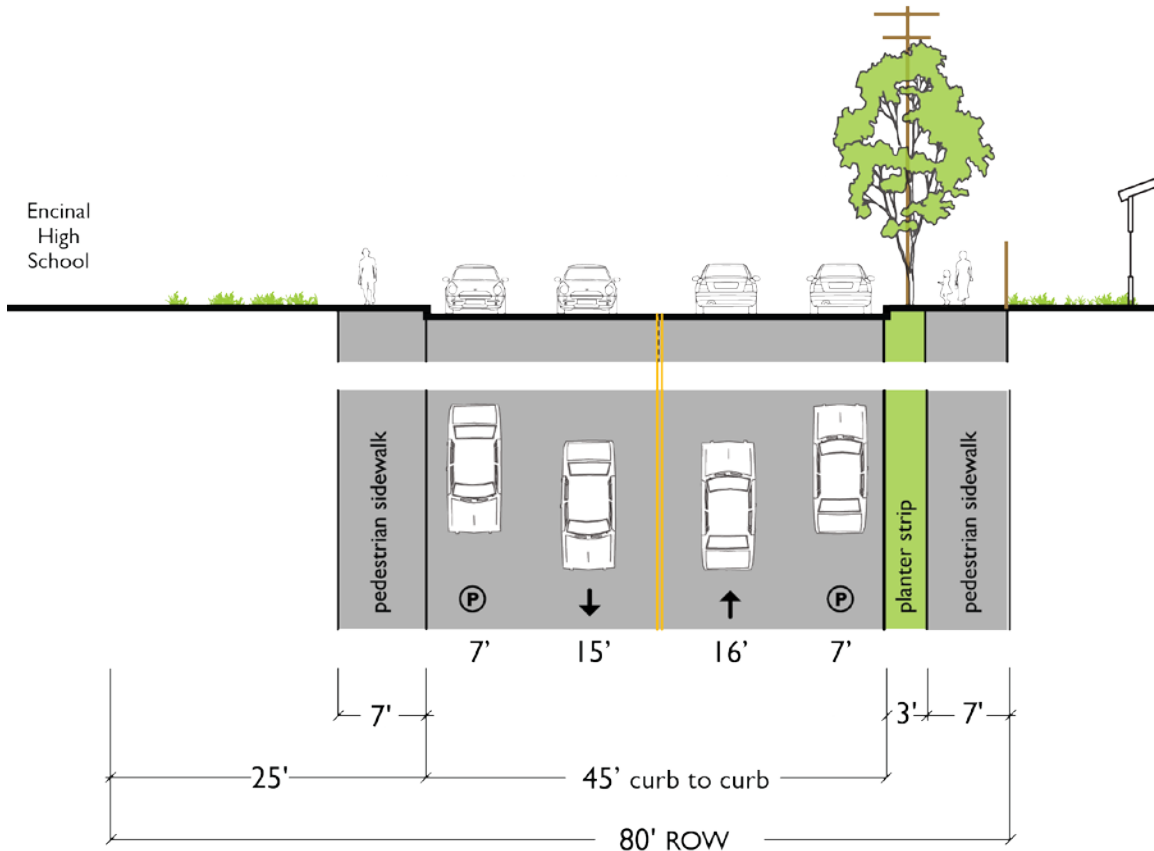 Encinal
High
School
pedestrian sidewalk
planter strip
pedestrian sidewalk
P
P
7’
15’
16’
7’
7'
3'
7'
25'
45’ curb to curb
80' ROW